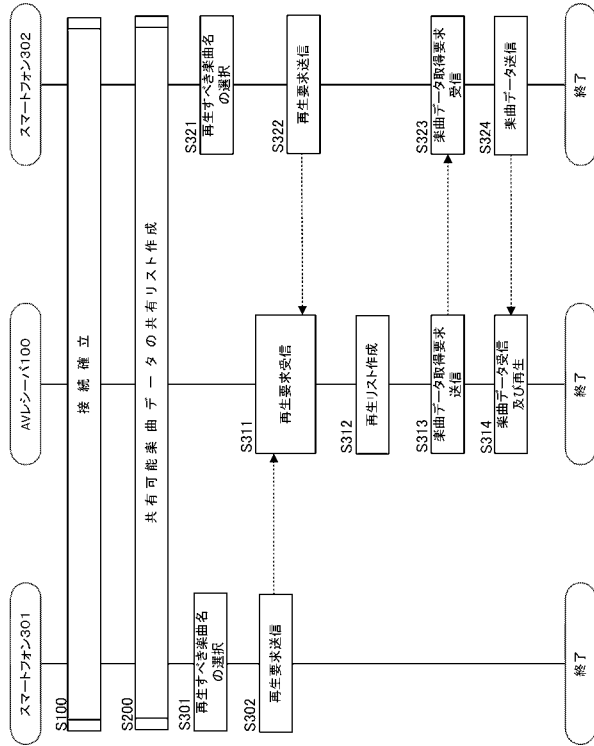 スマートフォン301
AVレシーバ100
スマートフォン302
S100
接続確立
S200
共有可能楽曲データの共有リスト作成
S301
再生すべき楽曲名
の選択
S321
再生すべき楽曲名
の選択
S302
再生要求送信
S311
再生要求受信
S322
再生要求送信
S312
再生リスト作成
S313
楽曲データ取得要求
送信
S323
楽曲データ取得要求
受信
S314
楽曲データ受信
及び再生
S324
楽曲データ送信
終了
終了
終了